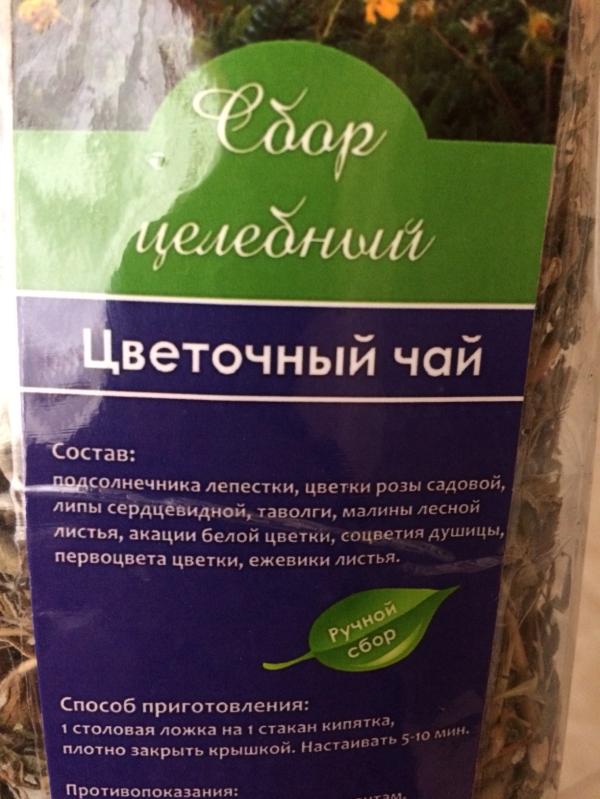 Сбор
целебный
Цветочный чай
Состав:
подсолнечника лепестки, цветки розы садовой,
липы сердцевидной, таволги, малины лесной
листья, акации белой цветки, соцветия душицы,
первоцвета цветки, ежевики листья.
Ручной
сбор
Способ приготовления:
1 столовая ложка на 1 стакан кипятка,
плотно закрыть крышкой. Настаивать 5-10 мин.
Противопоказания: